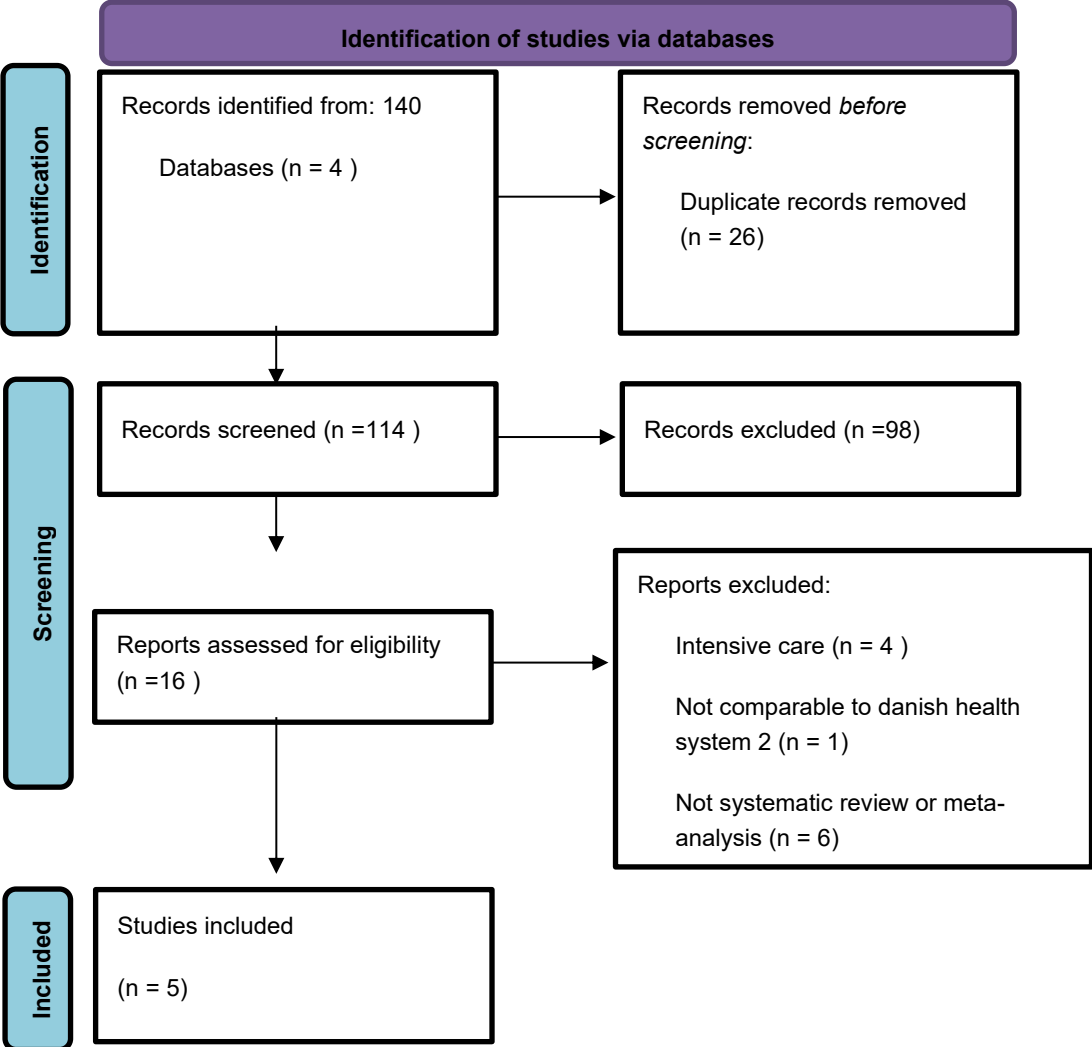 Identification of studies via databases
Identification
Records identified from: 140
Databases (n = 4 )
Records removed before
screening:
Duplicate records removed
(n = 26)
Screening
Records screened (n =114 )
Records excluded (n =98)
Reports assessed for eligibility
(n =16 )
Reports excluded:
Intensive care (n = 4 )
Not comparable to danish health
system 2 (n = 1)
Not systematic review or meta-
analysis (n = 6)
Included
Studies included
(n = 5)